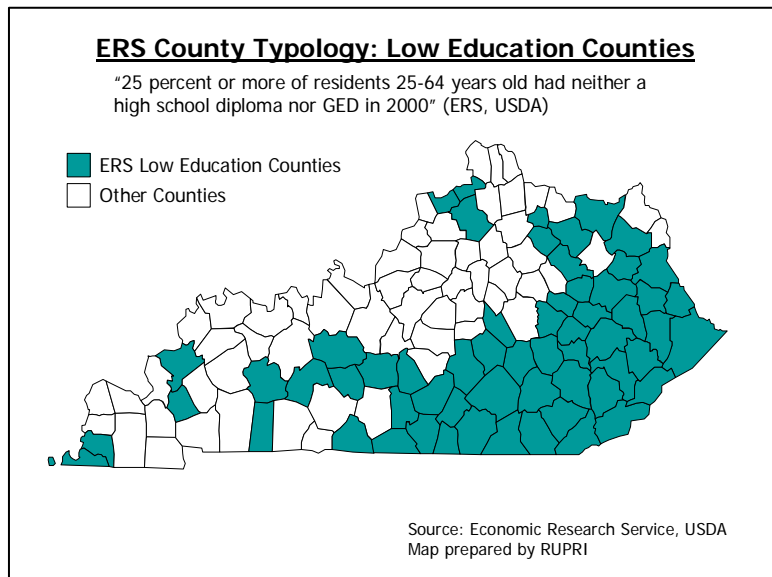 ERS County Typology: Low Education Counties
"25 percent or more of residents 25-64 years old had neither a
high school diploma nor GED in 2000" (ERS, USDA)
ERS Low Education Counties
Other Counties
Source: Economic Research Service, USDA
Map prepared by RUPRI